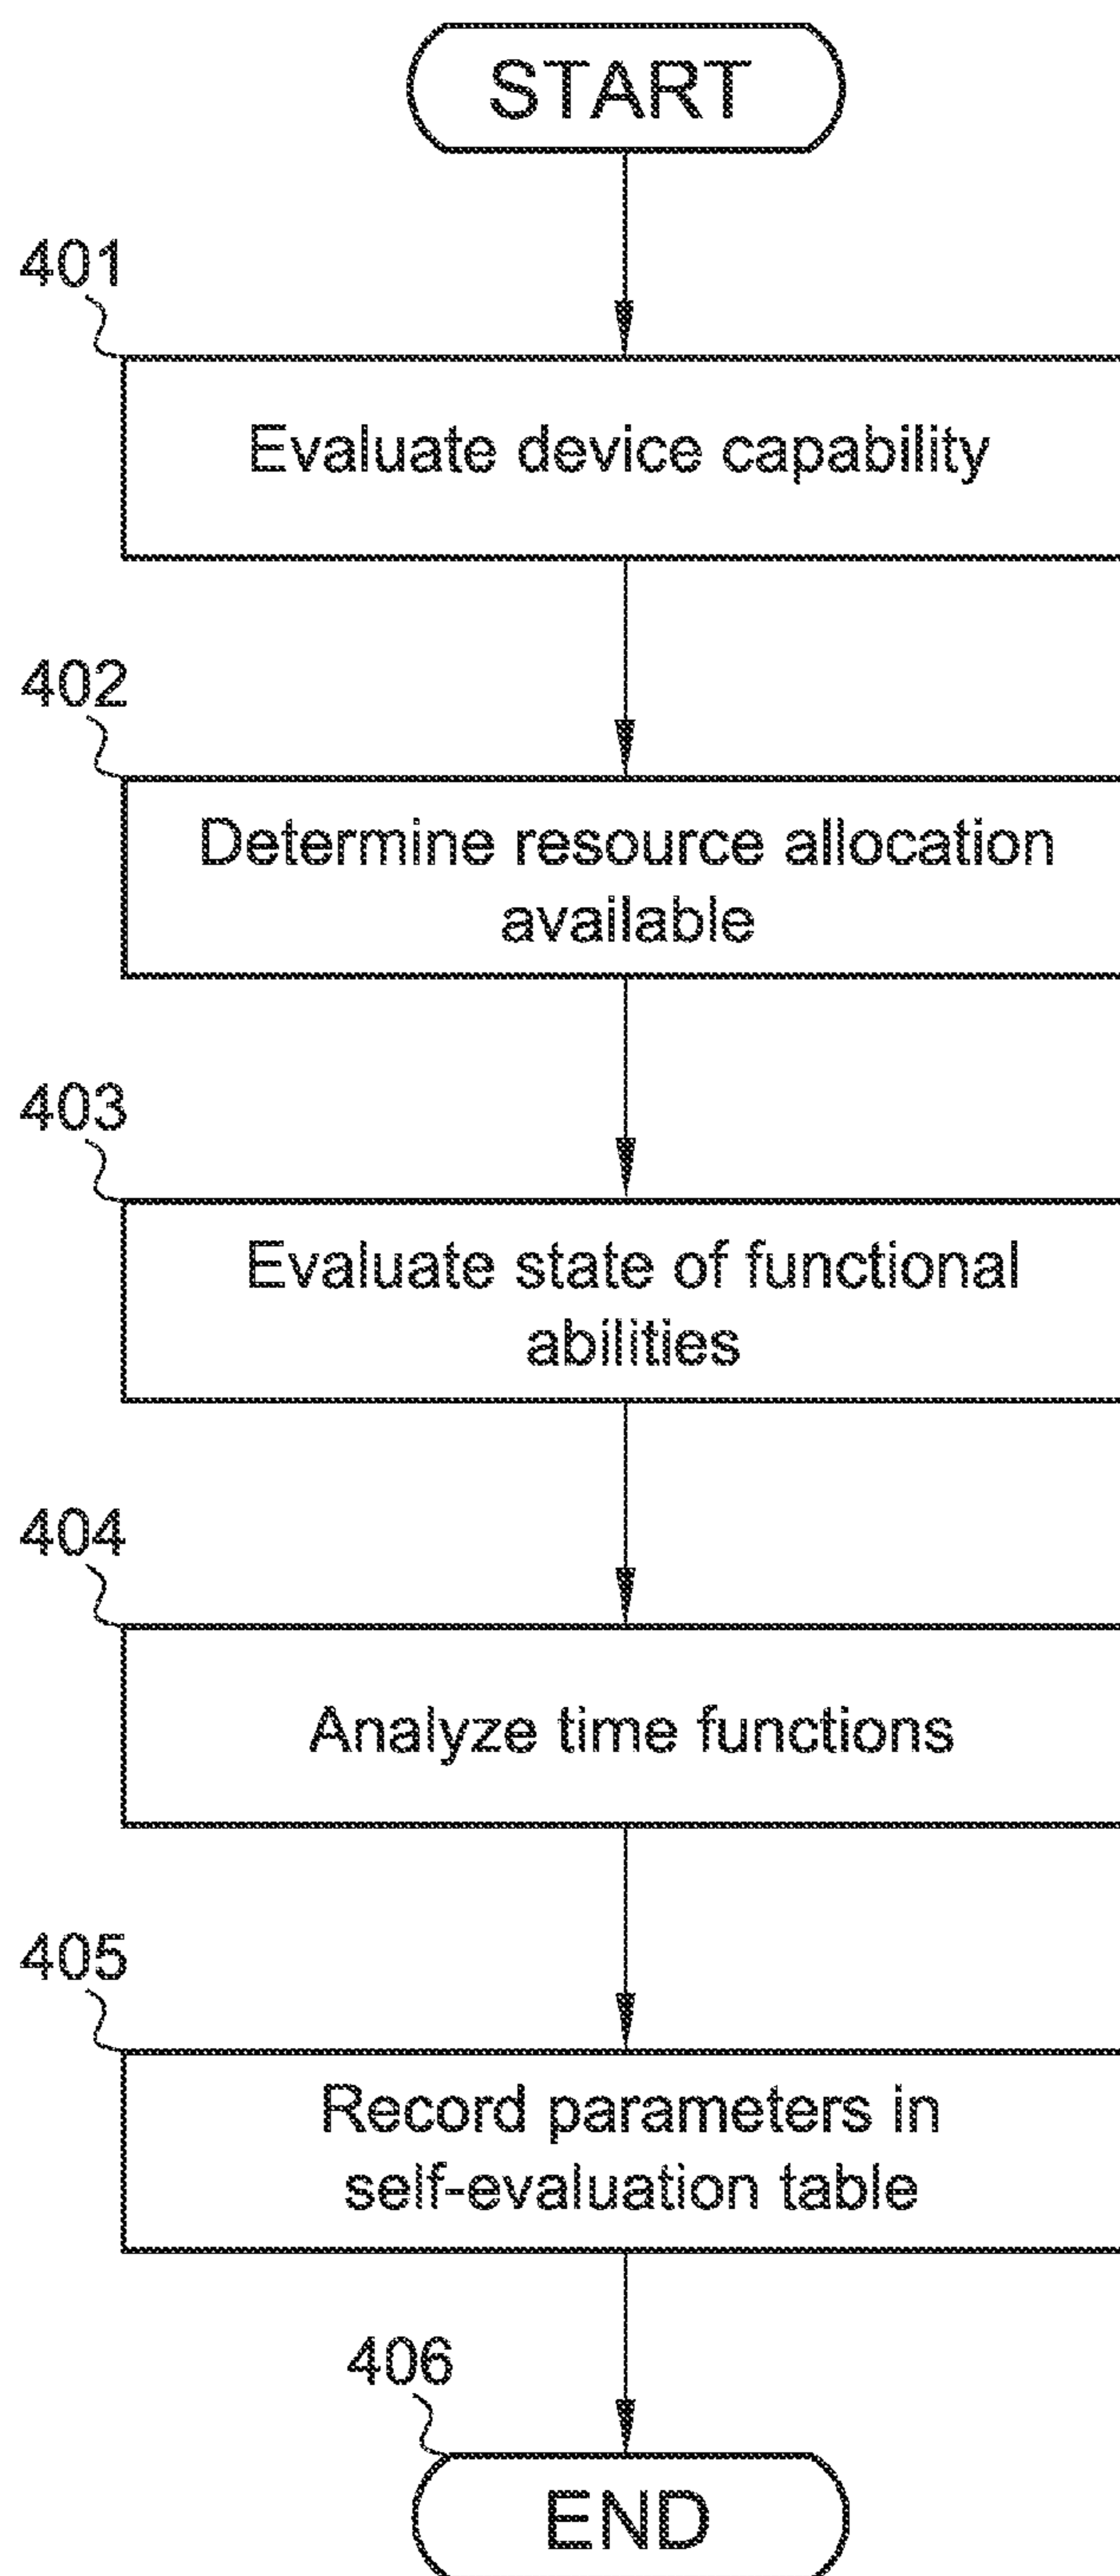 START
401
Evaluate device capability
402
Determine resource allocation
available
403
Evaluate state of functional
abilities
404
Analyze time functions
405
Record parameters in
self-evaluation table
406
END